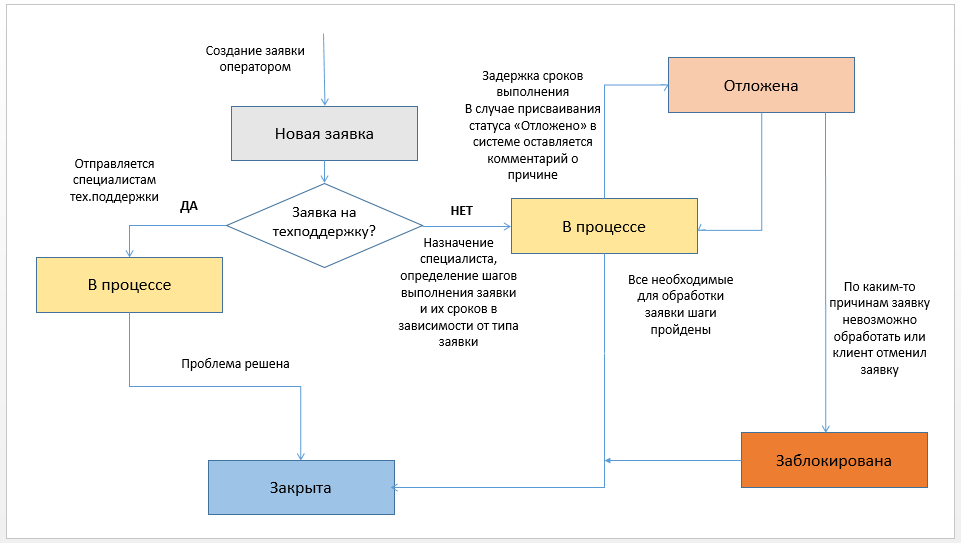 Создание заявки
оператором
Новая заявка
Отправляется
специалистам
тех.поддержки
ДА
Заявка на
техподдержку?
НЕТ
В процессе
Проблема решена
Назначение
специалиста,
определение шагов
выполнения заявки
и их сроков в
зависимости от типа
заявки
Задержка сроков
выполнения
В случае присваивания
статуса «Отложено» в
системе оставляется
комментарий о
причине
Отложена
В процессе
Все необходимые
для обработки
заявки шаги
пройдены
По каким-то
причинам заявку
невозможно
обработать или
клиент отменил
заявку
Заблокирована
Закрыта